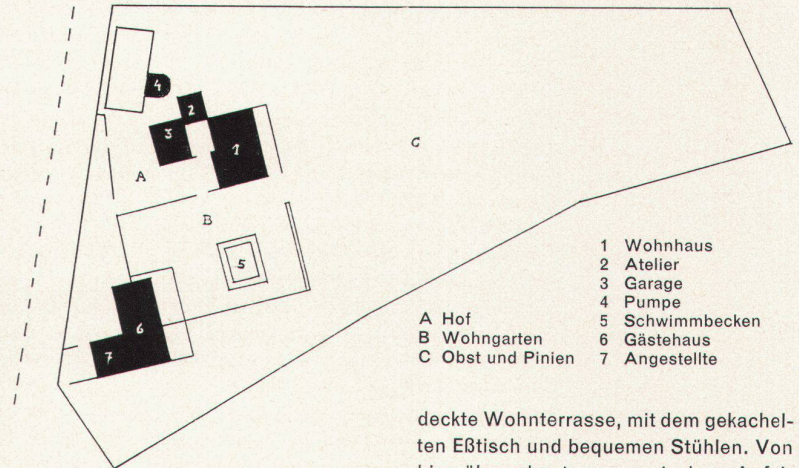 4
2
3
1
C
A
B
5
6
7
A Hof
B Wohngarten
C Obst und Pinien
1 Wohnhaus
2 Atelier
3 Garage
4 Pumpe
5 Schwimmbecken
6 Gästehaus
7 Angestellte
deckte Wohnterrasse, mit dem gekachel-
ten Eßtisch und bequemen Stühlen. Von